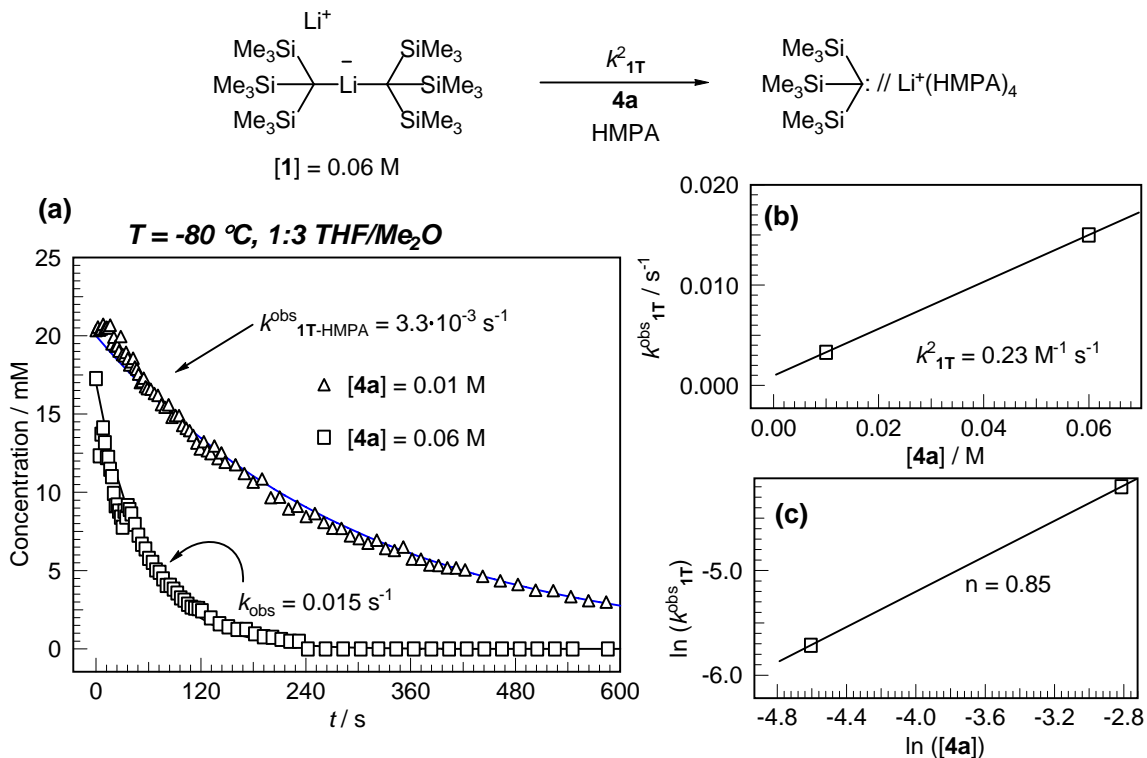 Li⁺
Me₃Si SiMe₃
Me₃Si Li⁻ SiMe₃
Me₃Si SiMe₃
[1] = 0.06 M
k²₁T
4a
HMPA
Me₃Si
Me₃Si C: // Li⁺(HMPA)₄
Me₃Si
(a)
T = -80 °C, 1:3 THF/Me₂O
Concentration / mM
25
20
15
10
5
0
k^obs₁T-HMPA = 3.3·10⁻³ s⁻¹
△ [4a] = 0.01 M
□ [4a] = 0.06 M
k_obs = 0.015 s⁻¹
0 120 240 360 480 600
t / s
(b)
k^obs₁T / s⁻¹
0.020
0.010
0.000
k²₁T = 0.23 M⁻¹ s⁻¹
0.00 0.02 0.04 0.06
[4a] / M
(c)
ln (k^obs₁T)
-5.0
-6.0
n = 0.85
-4.8 -4.4 -4.0 -3.6 -3.2 -2.8
ln ([4a])